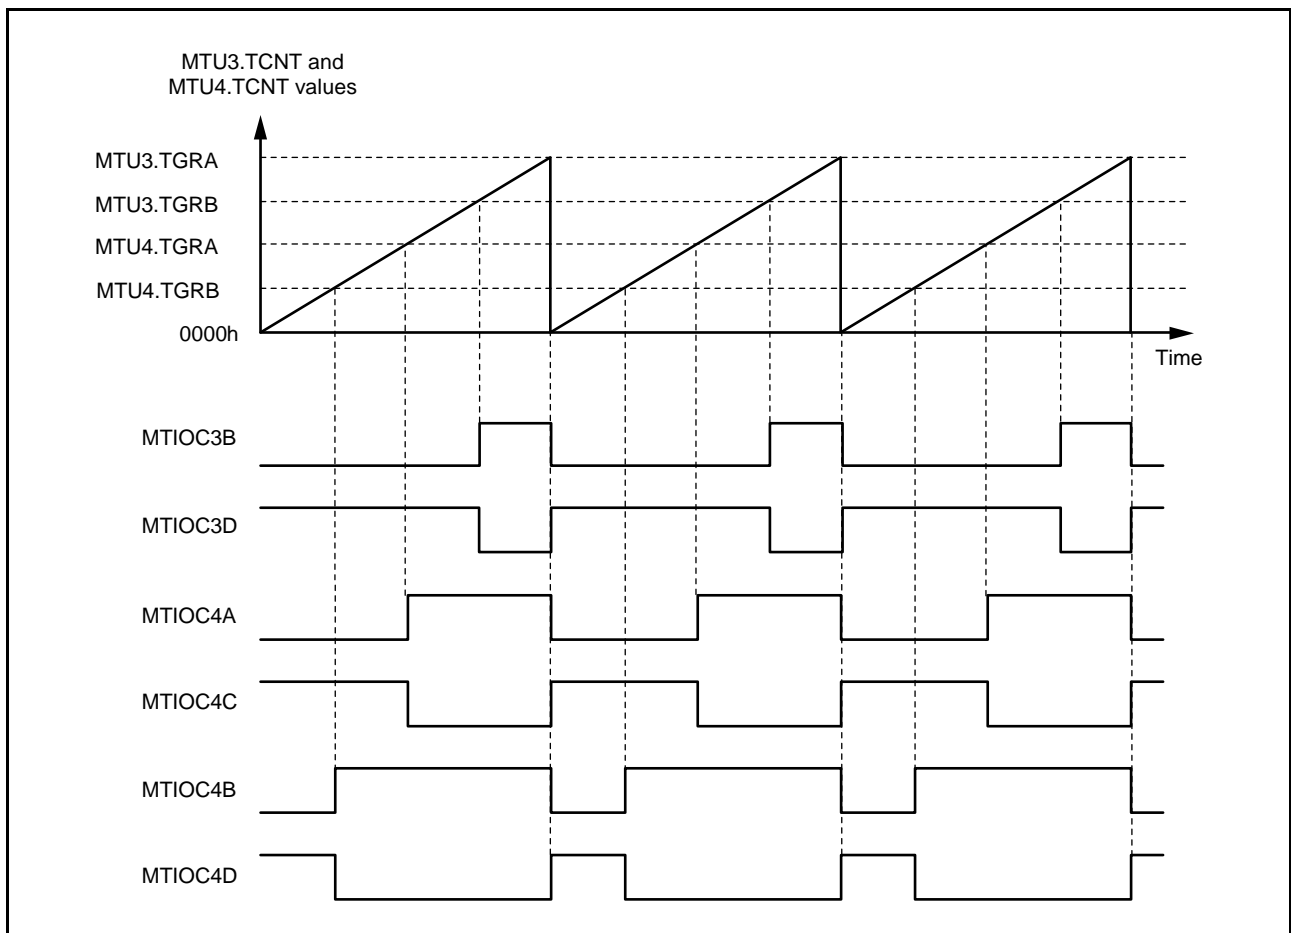 MTU3.TCNT and
MTU4.TCNT values
MTU3.TGRA
MTU3.TGRB
MTU4.TGRA
MTU4.TGRB
0000h
Time
MTIOC3B
MTIOC3D
MTIOC4A
MTIOC4C
MTIOC4B
MTIOC4D